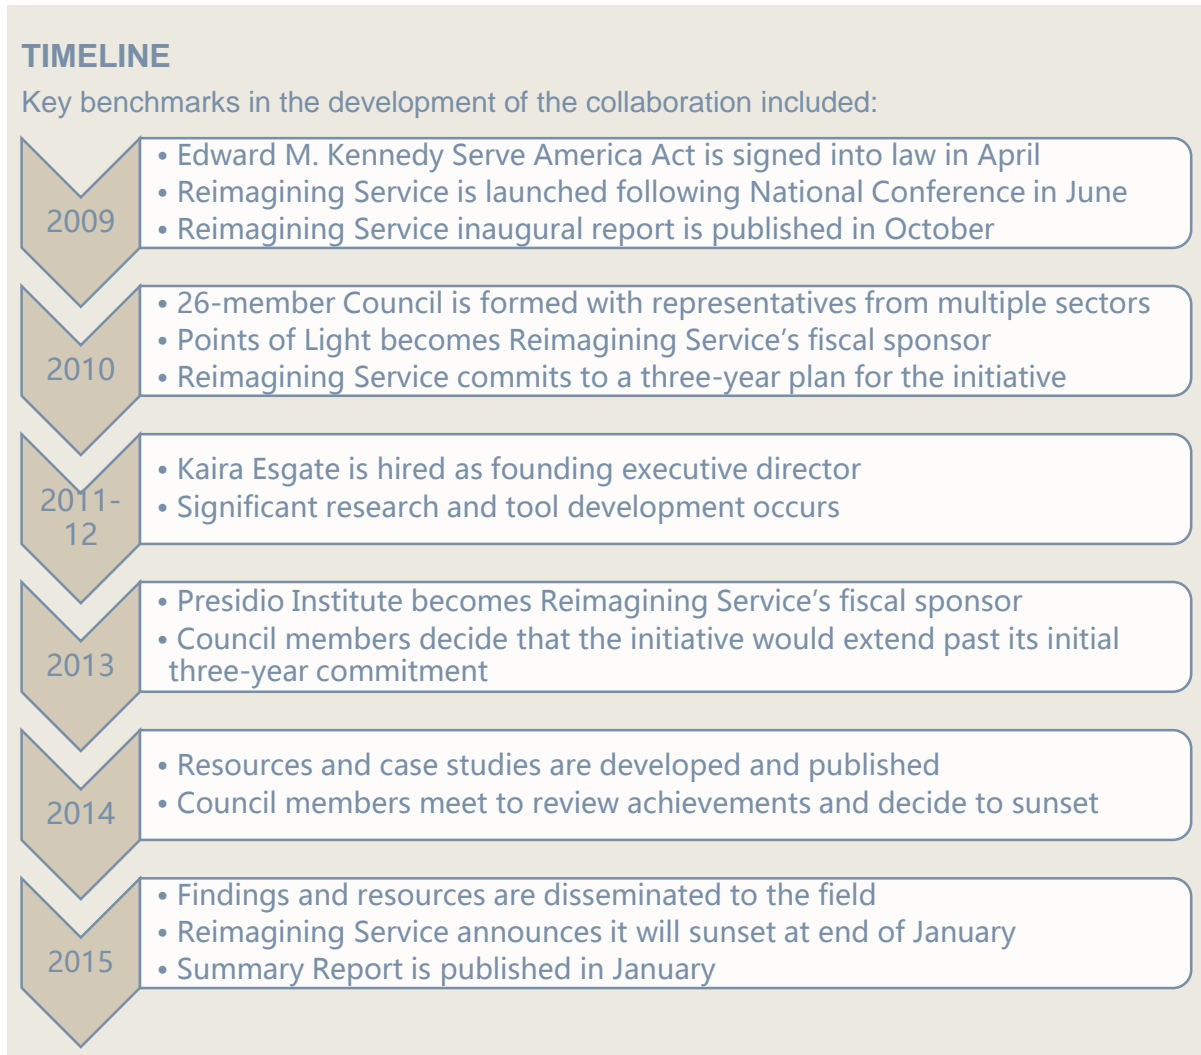 TIMELINE
Key benchmarks in the development of the collaboration included:
2009
• Edward M. Kennedy Serve America Act is signed into law in April
• Reimagining Service is launched following National Conference in June
• Reimagining Service inaugural report is published in October
2010
• 26-member Council is formed with representatives from multiple sectors
• Points of Light becomes Reimagining Service’s fiscal sponsor
• Reimagining Service commits to a three-year plan for the initiative
2011-
12
• Kaira Esgate is hired as founding executive director
• Significant research and tool development occurs
2013
• Presidio Institute becomes Reimagining Service’s fiscal sponsor
• Council members decide that the initiative would extend past its initial
three-year commitment
2014
• Resources and case studies are developed and published
• Council members meet to review achievements and decide to sunset
2015
• Findings and resources are disseminated to the field
• Reimagining Service announces it will sunset at end of January
• Summary Report is published in January